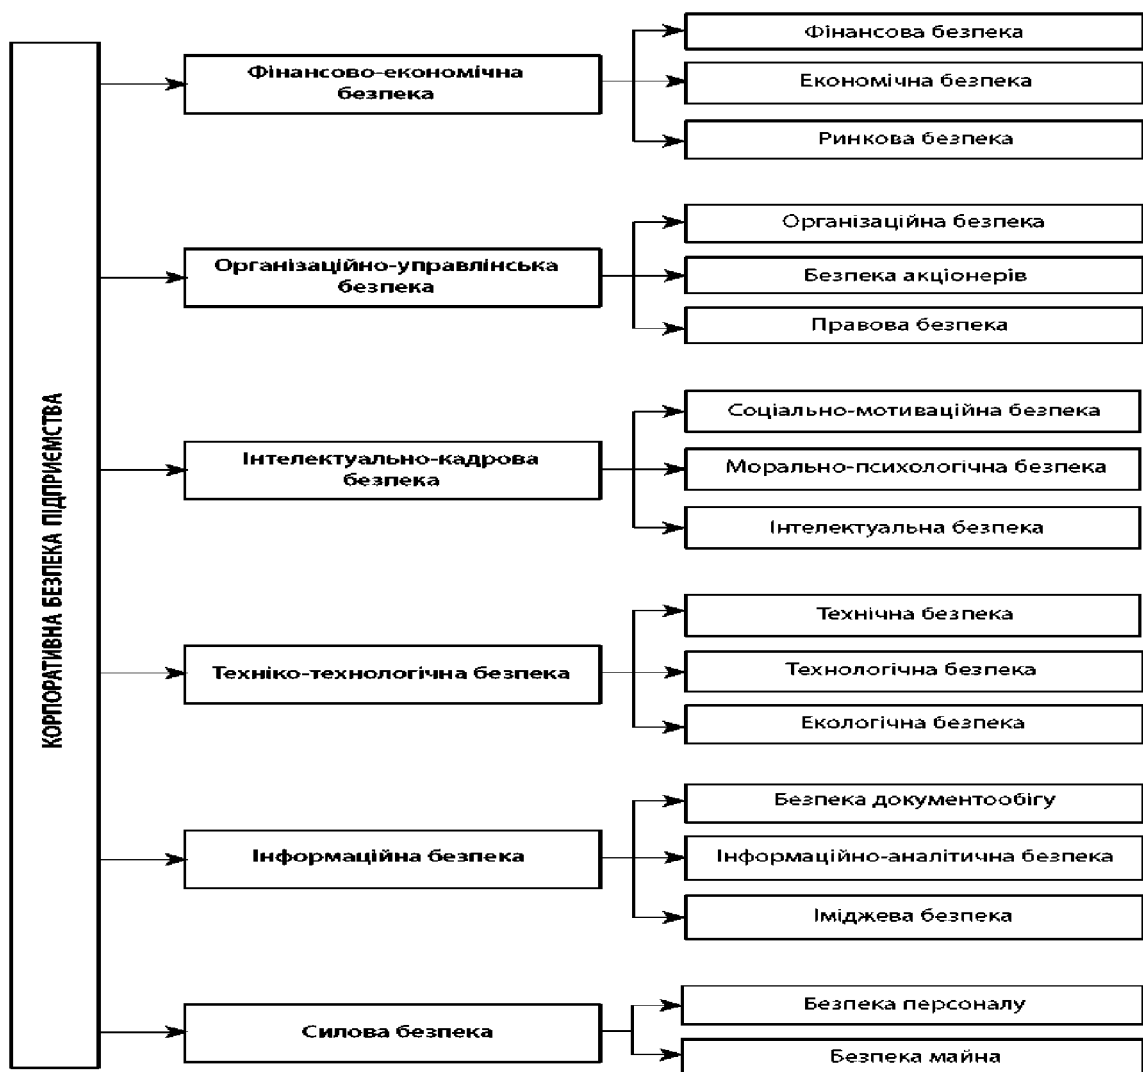 КОРПОРАТИВНА БЕЗПЕКА ПІДПРИЄМСТВА
Фінансово-економічна
безпека
Фінансова безпека
Економічна безпека
Ринкова безпека
Організаційно-управлінська
безпека
Організаційна безпека
Безпека акціонерів
Правова безпека
Інтелектуально-кадрова
безпека
Соціально-мотиваційна безпека
Морально-психологічна безпека
Інтелектуальна безпека
Техніко-технологічна безпека
Технічна безпека
Технологічна безпека
Екологічна безпека
Інформаційна безпека
Безпека документообігу
Інформаційно-аналітична безпека
Іміджева безпека
Силова безпека
Безпека персоналу
Безпека майна